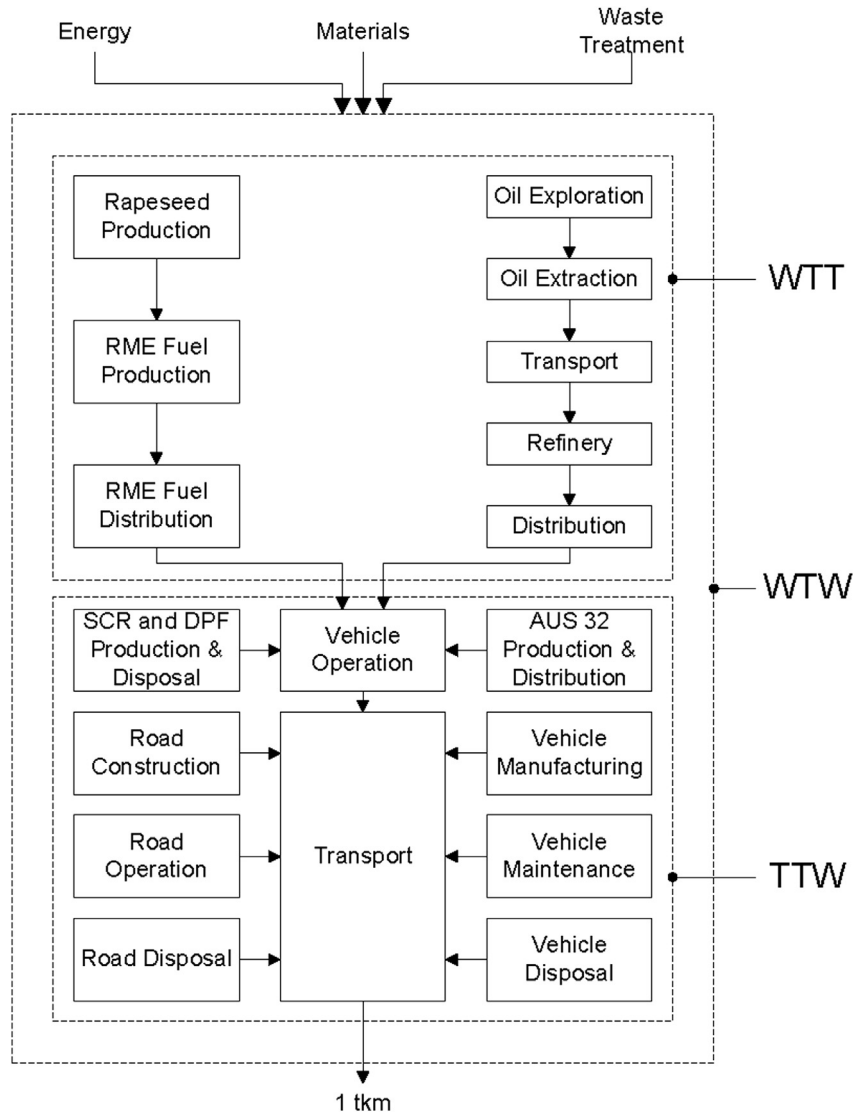 Energy
Materials
Waste
Treatment
Rapeseed
Production
RME Fuel
Production
RME Fuel
Distribution
Oil Exploration
Oil Extraction
Transport
Refinery
Distribution
WTT
WTW
SCR and DPF
Production &
Disposal
Vehicle
Operation
AUS 32
Production &
Distribution
Road
Construction
Vehicle
Manufacturing
Road
Operation
Transport
Vehicle
Maintenance
TTW
Road Disposal
Vehicle
Disposal
1 tkm